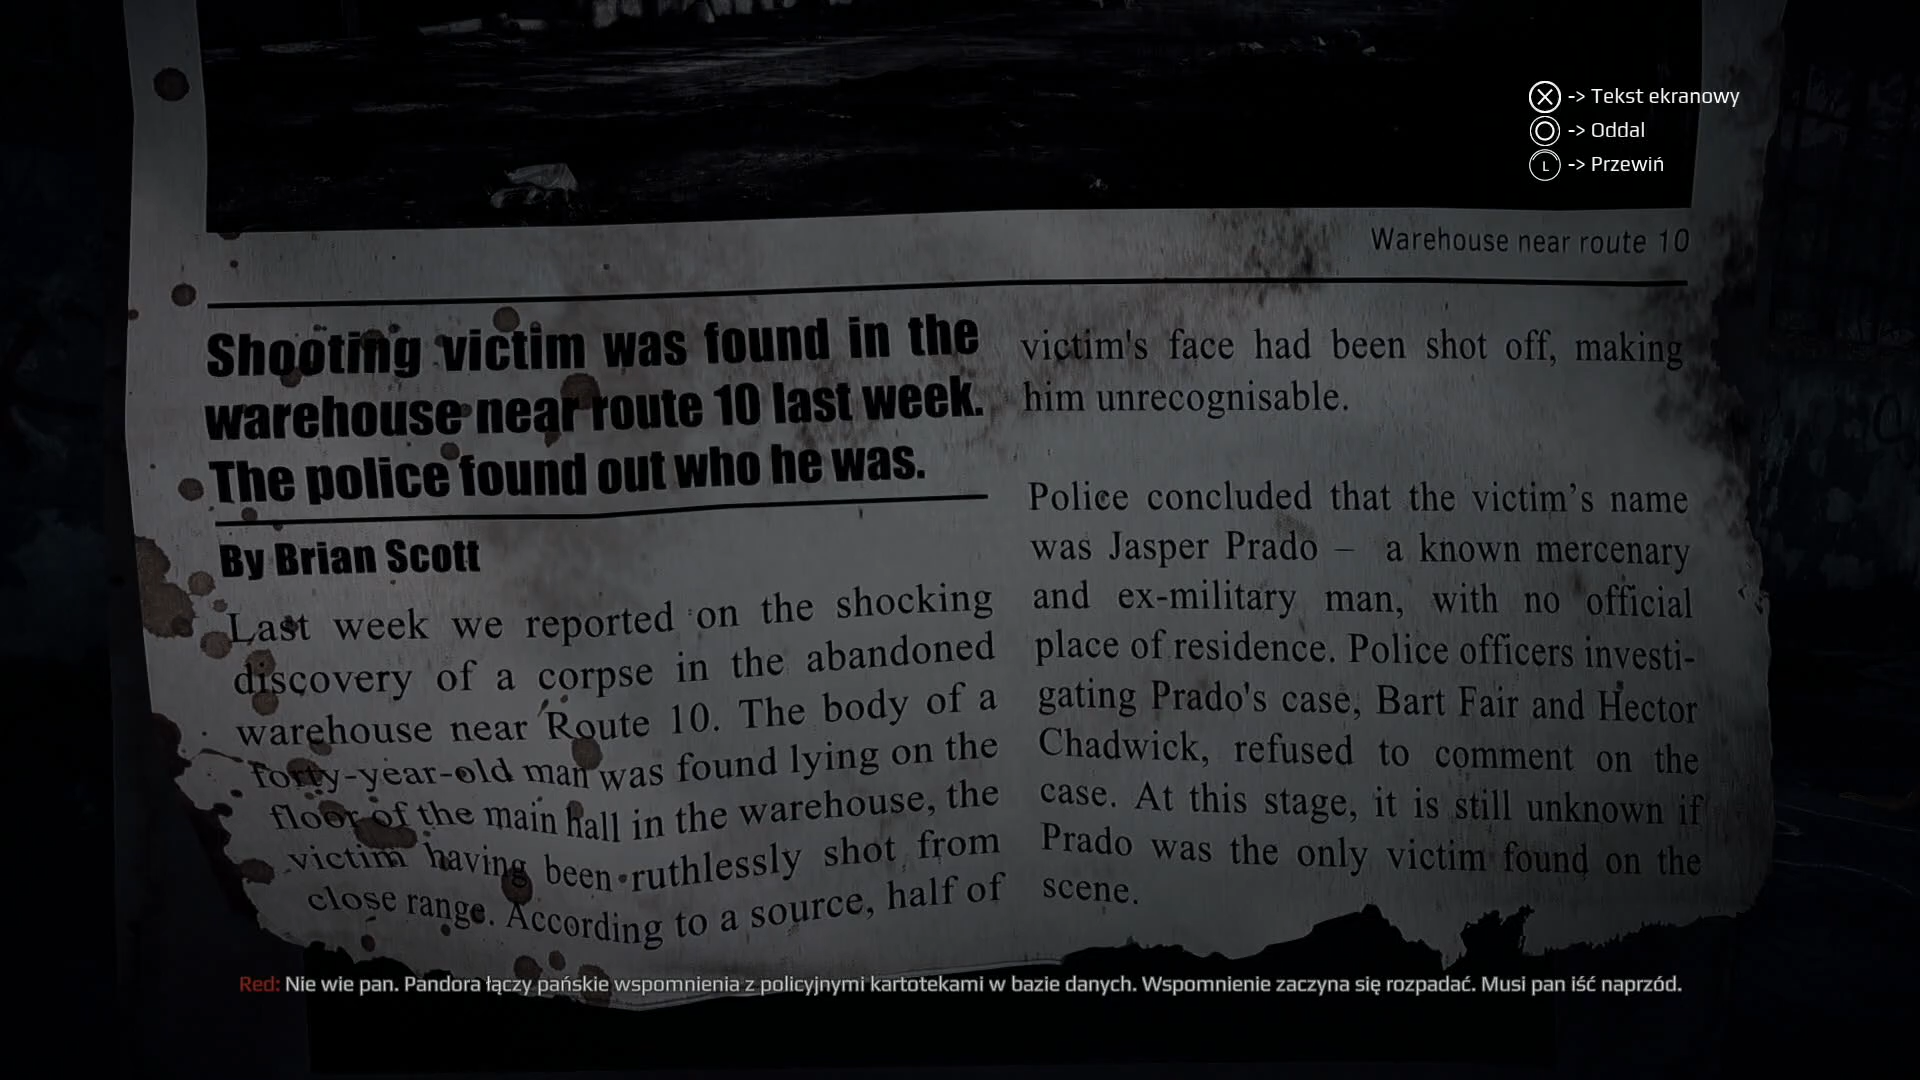 -> Tekst ekranowy
-> Oddal
L -> Przewiń
Warehouse near route 10
Shooting victim was found in the
warehouse near route 10 last week.
The police found out who he was.
By Brian Scott
Last week we reported on the shocking
discovery of a corpse in the abandoned
warehouse near Route 10. The body of a
forty-year-old man was found lying on the
floor of the main hall in the warehouse, the
victim having been ruthlessly shot from
close range. According to a source, half of
victim's face had been shot off, making
him unrecognisable.
Police concluded that the victim’s name
was Jasper Prado – a known mercenary
and ex-military man, with no official
place of residence. Police officers investi-
gating Prado's case, Bart Fair and Hector
Chadwick, refused to comment on the
case. At this stage, it is still unknown if
Prado was the only victim found on the
scene.
Red: Nie wie pan. Pandora łączy pańskie wspomnienia z policyjnymi kartotekami w bazie danych. Wspomnienie zaczyna się rozpadać. Musi pan iść naprzód.